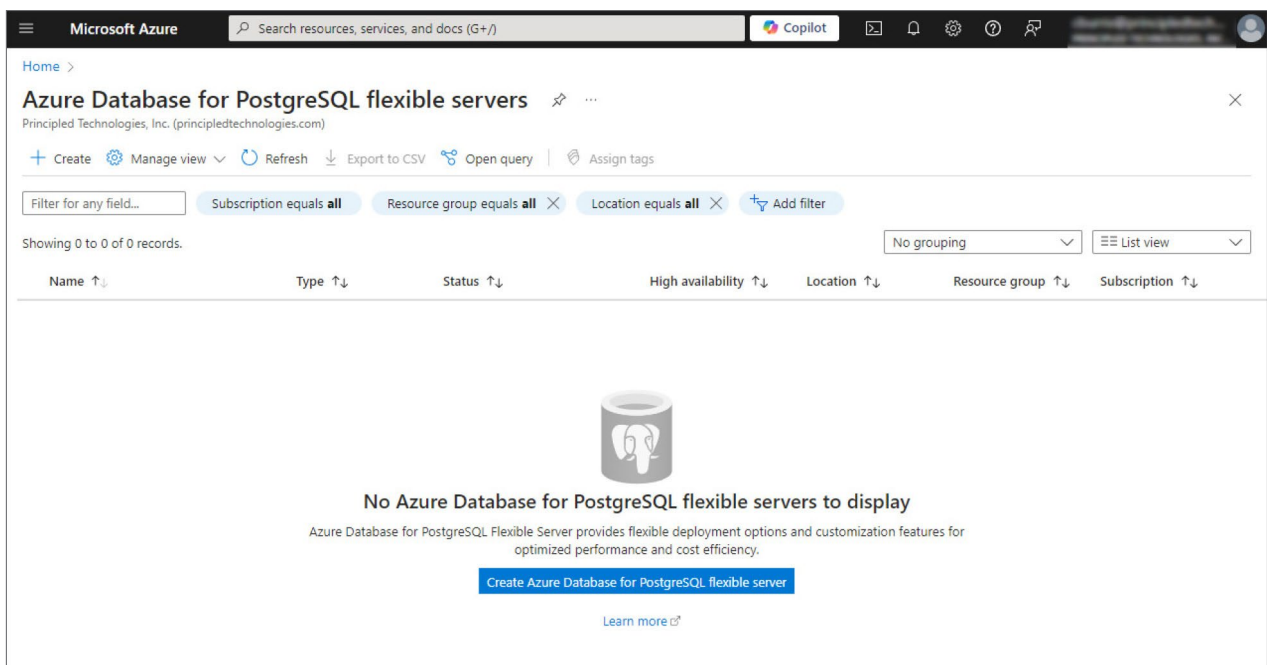 Microsoft Azure
Search resources, services, and docs (G+/)
Copilot
Home >
Azure Database for PostgreSQL flexible servers ...
Principled Technologies, Inc. (principledtechnologies.com)
+ Create Manage view Refresh Export to CSV Open query Assign tags
Filter for any field... Subscription equals all Resource group equals all Location equals all Add filter
Showing 0 to 0 of 0 records. No grouping List view
Name ↑↓ Type ↑↓ Status ↑↓ High availability ↑↓ Location ↑↓ Resource group ↑↓ Subscription ↑↓
No Azure Database for PostgreSQL flexible servers to display
Azure Database for PostgreSQL Flexible Server provides flexible deployment options and customization features for
optimized performance and cost efficiency.
Create Azure Database for PostgreSQL flexible server
Learn more